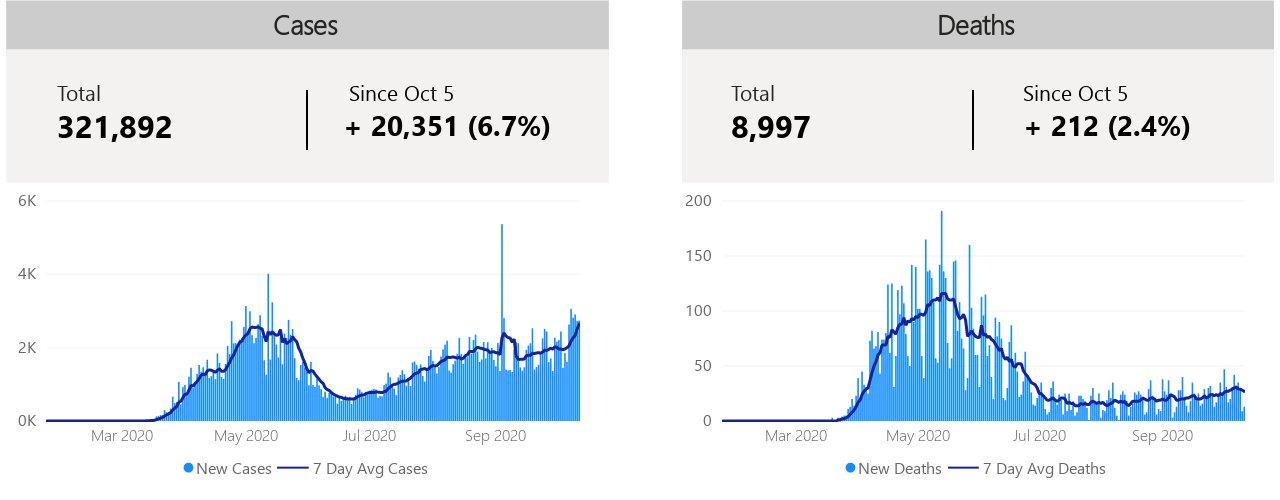 Cases
Total
321,892
Since Oct 5
+ 20,351 (6.7%)
6K
4K
2K
0K
Mar 2020 May 2020 Jul 2020 Sep 2020
New Cases 7 Day Avg Cases
Deaths
Total
8,997
Since Oct 5
+ 212 (2.4%)
200
150
100
50
0
Mar 2020 May 2020 Jul 2020 Sep 2020
New Deaths 7 Day Avg Deaths